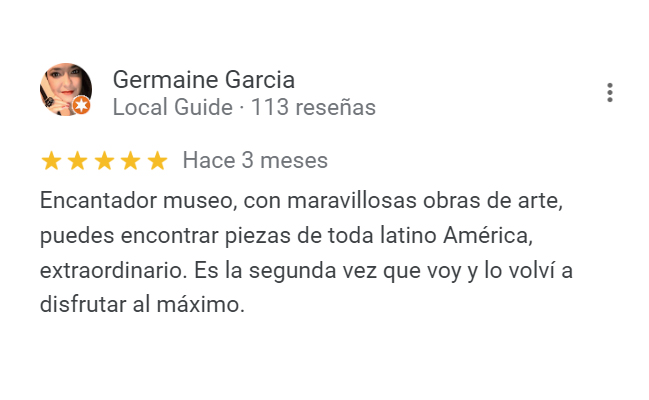 Germaine Garcia
Local Guide · 113 reseñas
Hace 3 meses
Encantador museo, con maravillosas obras de arte,
puedes encontrar piezas de toda latino América,
extraordinario. Es la segunda vez que voy y lo volví a
disfrutar al máximo.